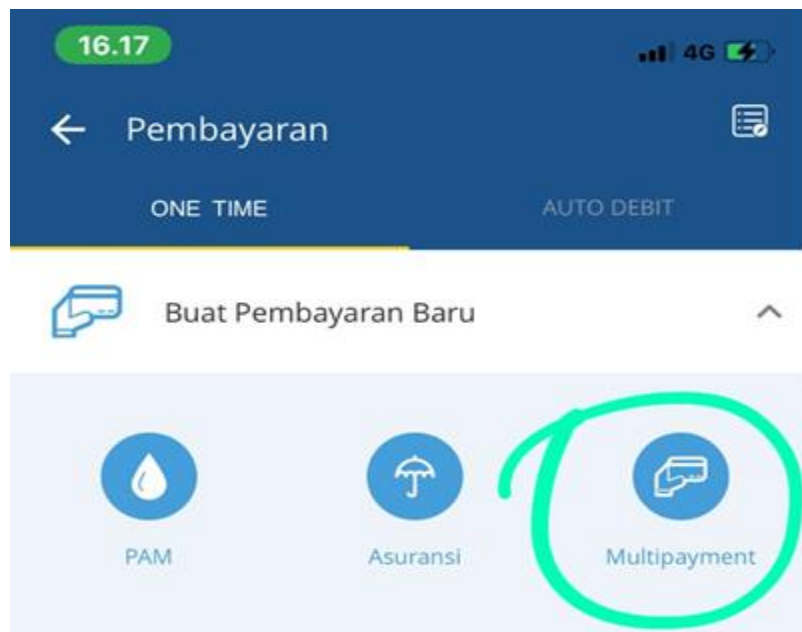 16.17
4G
Pembayaran
ONE TIME
AUTO DEBIT
Buat Pembayaran Baru
PAM
Asuransi
Multipayment